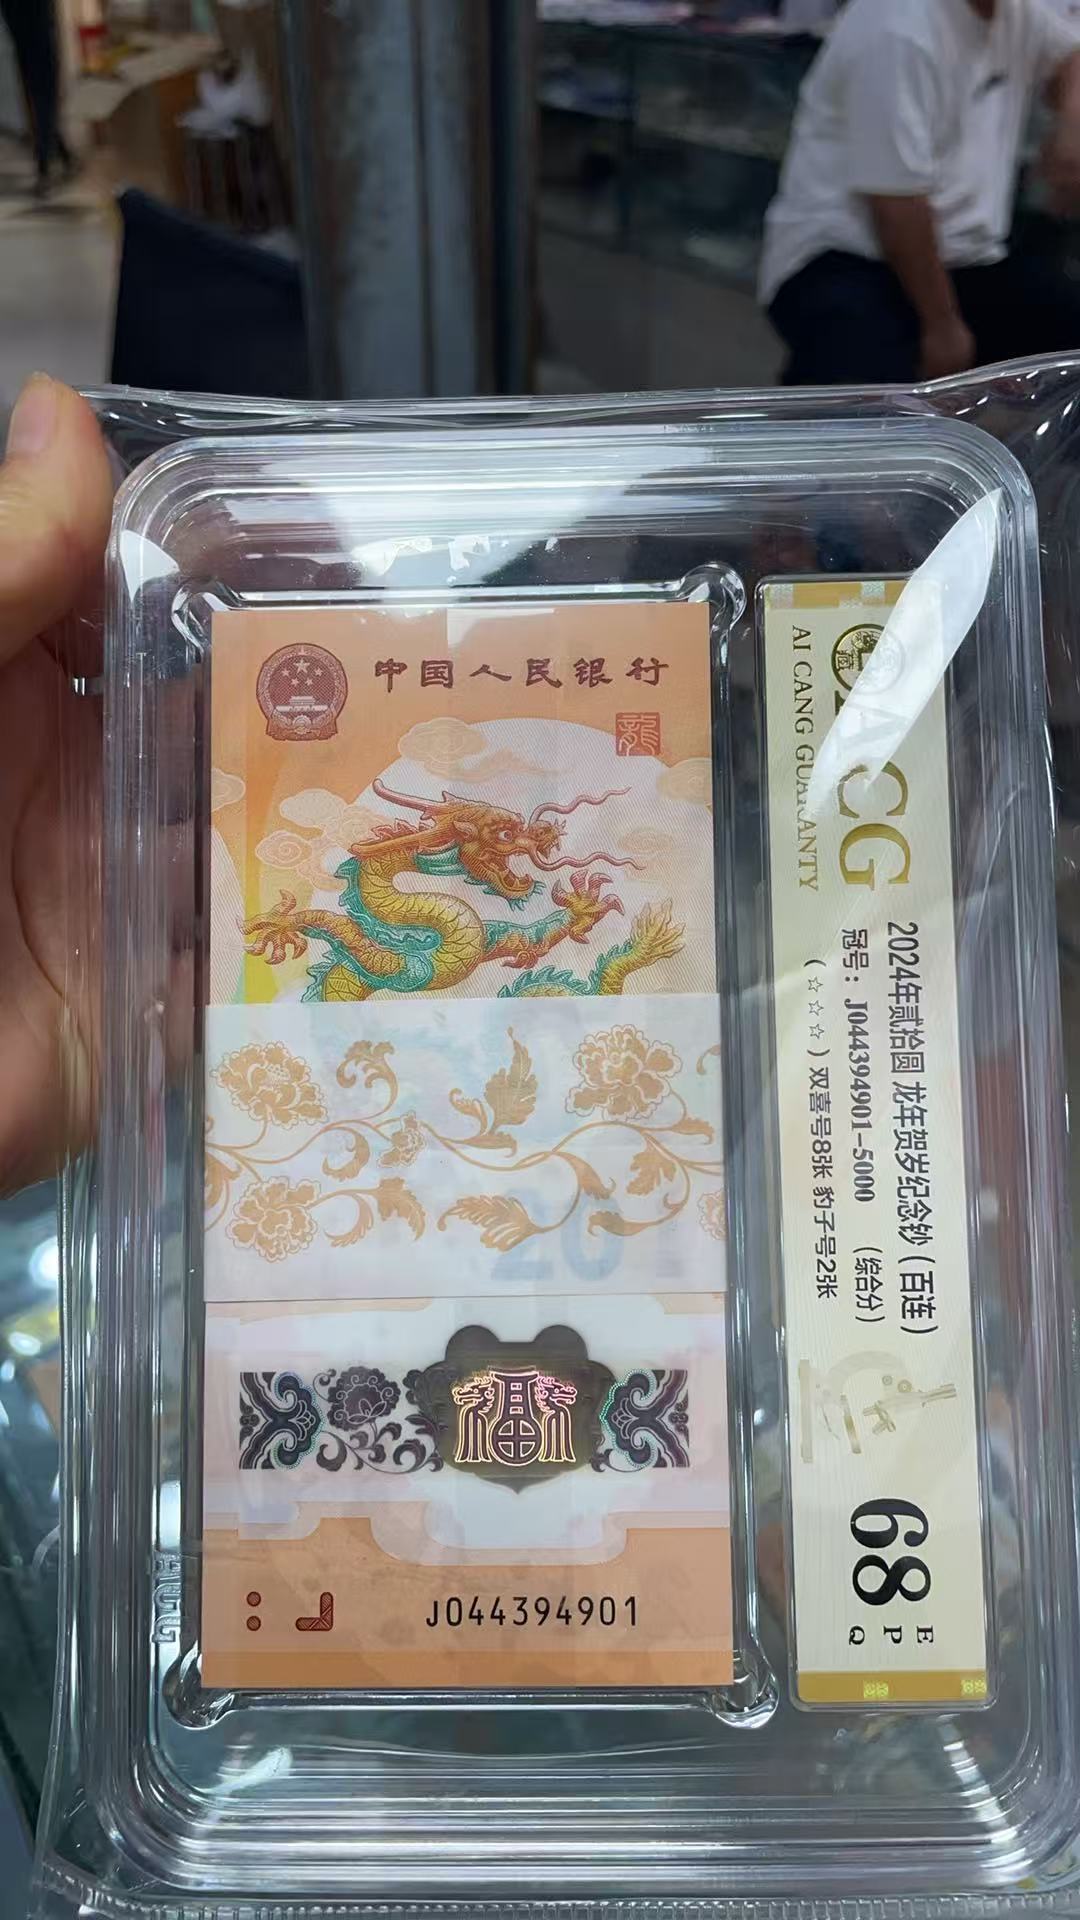 中国人民银行
龍
福
J044394901
ACG
AI CANG GUARANTY
2024年贰拾圆 龙年贺岁纪念钞(百连)
冠号:J044394901-5000 (综合分)
(☆☆☆)双喜号8张 豹子号2张
68
E
P
Q